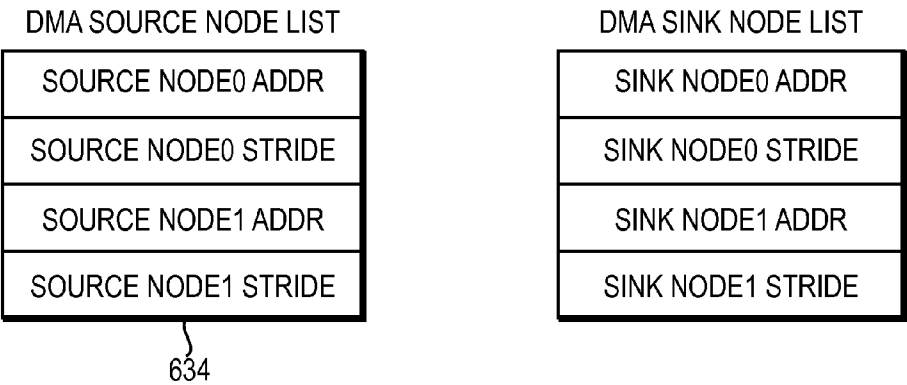 DMA SOURCE NODE LIST
SOURCE NODE0 ADDR
SOURCE NODE0 STRIDE
SOURCE NODE1 ADDR
SOURCE NODE1 STRIDE
634
DMA SINK NODE LIST
SINK NODE0 ADDR
SINK NODE0 STRIDE
SINK NODE1 ADDR
SINK NODE1 STRIDE